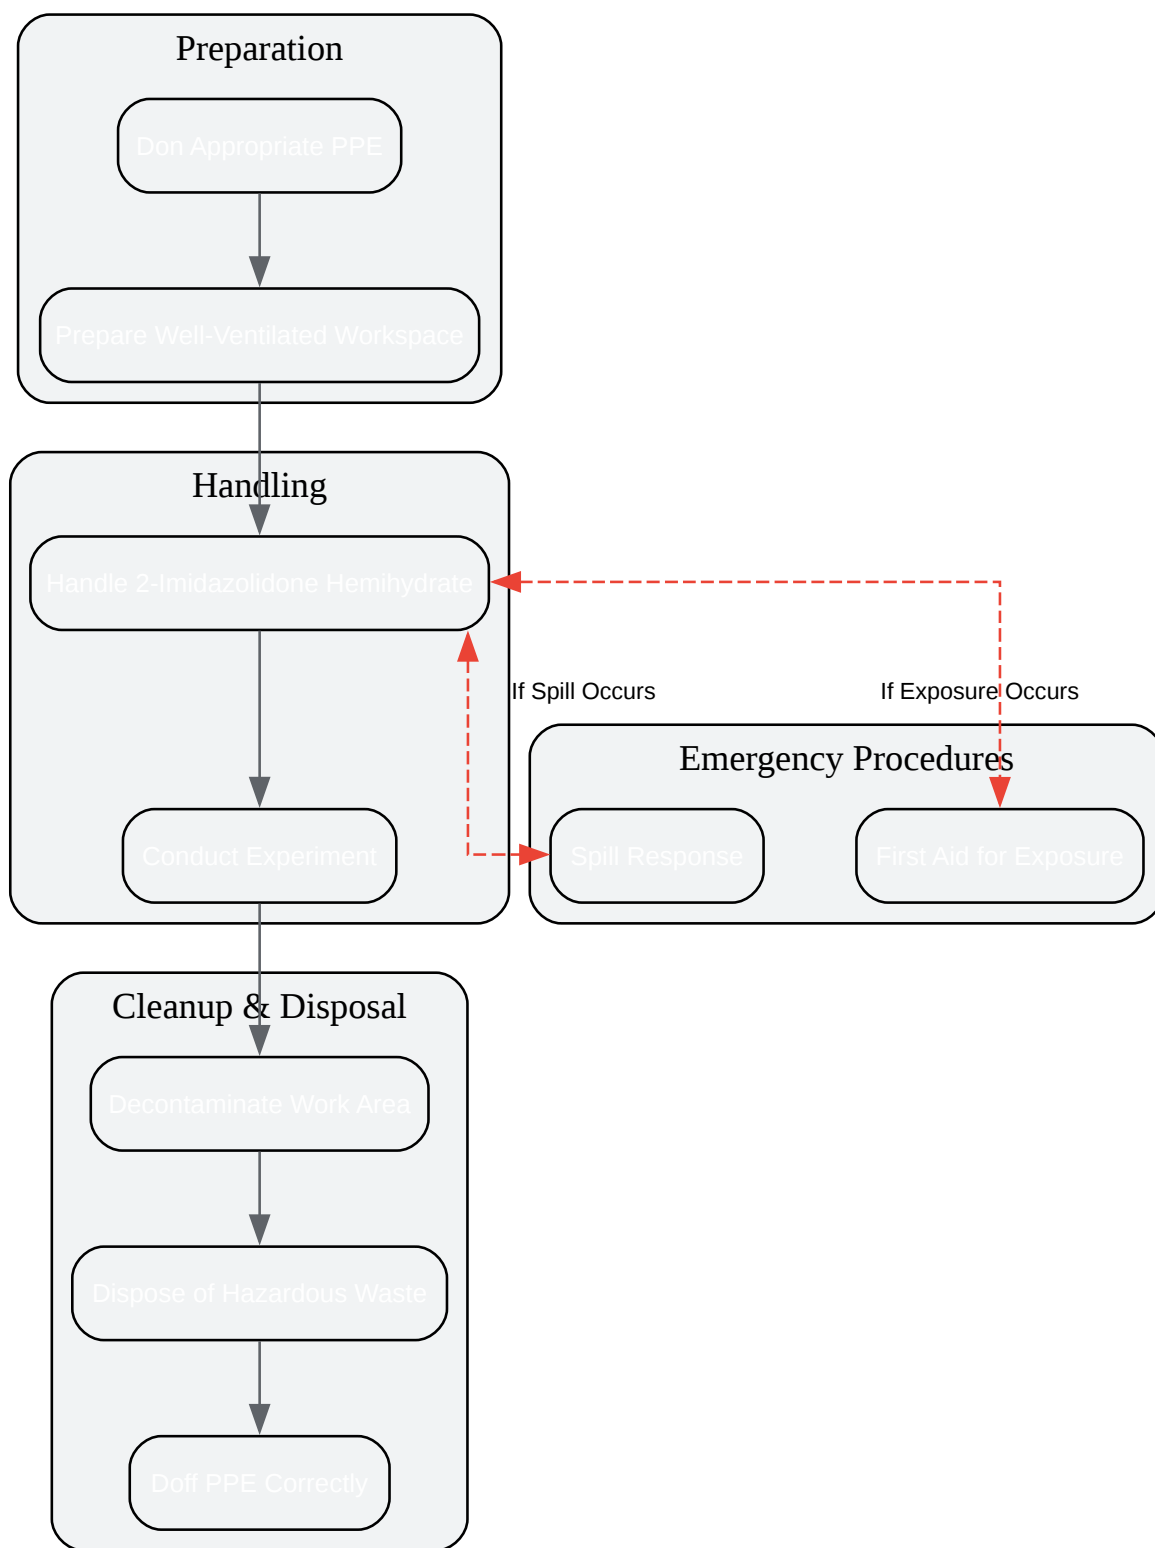 Preparation
Don Appropriate PPE
Prepare Well-Ventilated Workspace
Handling
Handle 2-Imidazolidone Hemihydrate
If Spill Occurs
If Exposure Occurs
Emergency Procedures
Conduct Experiment
Spill Response
First Aid for Exposure
Cleanup & Disposal
Decontaminate Work Area
Dispose of Hazardous Waste
Doff PPE Correctly